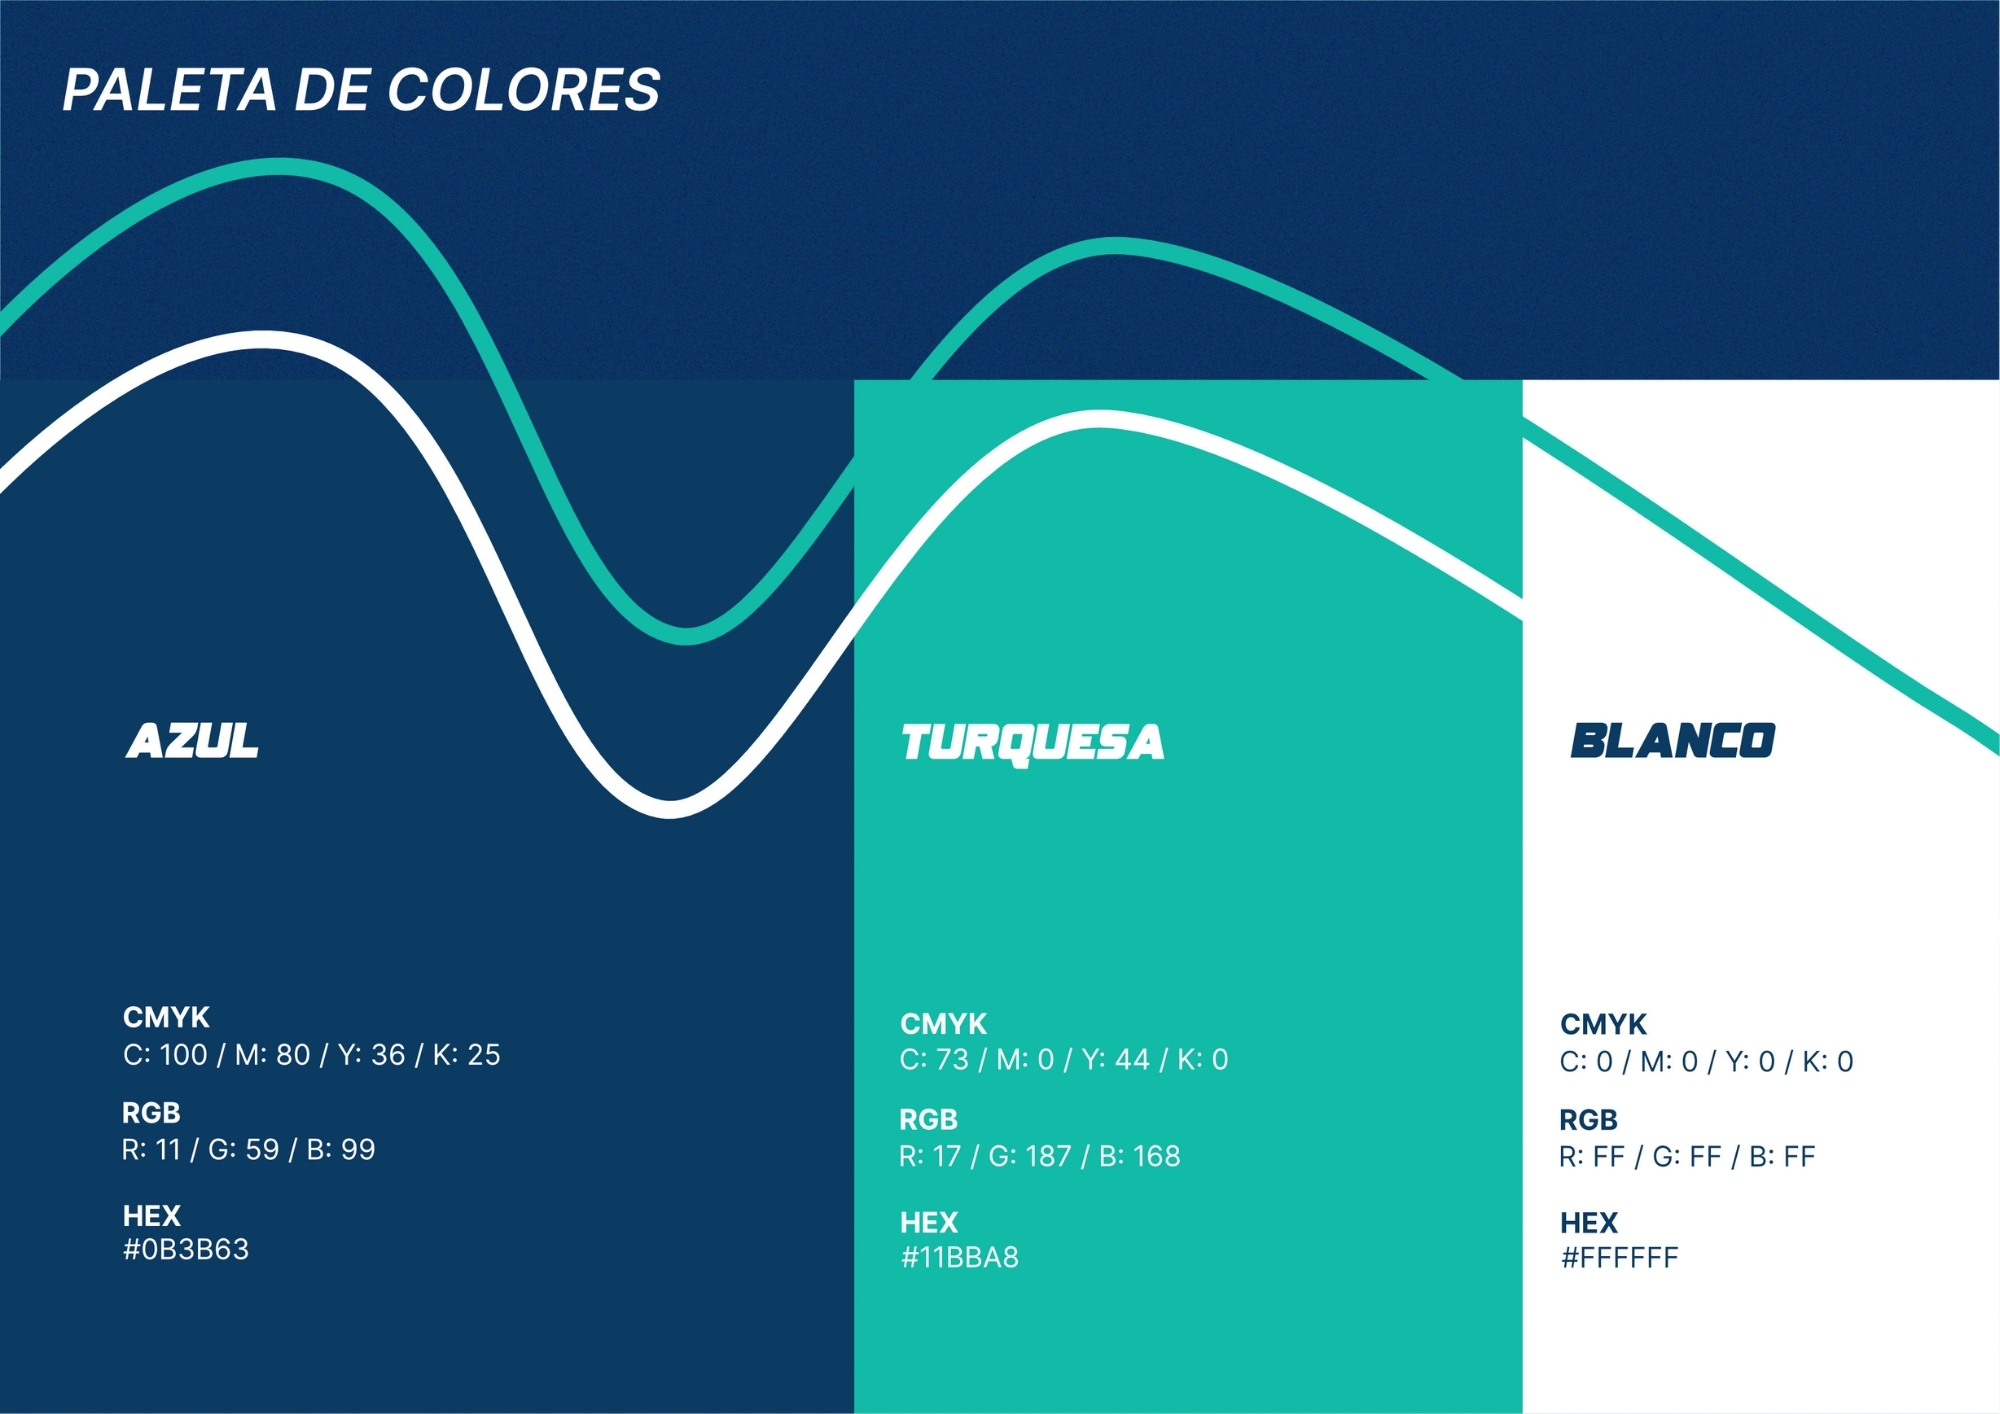 PALETA DE COLORES
AZUL
CMYK
C: 100 / M: 80 / Y: 36 / K: 25
RGB
R: 11 / G: 59 / B: 99
HEX
#0B3B63
TURQUESA
CMYK
C: 73 / M: 0 / Y: 44 / K: 0
RGB
R: 17 / G: 187 / B: 168
HEX
#11BBA8
BLANCO
CMYK
C: 0 / M: 0 / Y: 0 / K: 0
RGB
R: FF / G: FF / B: FF
HEX
#FFFFFF